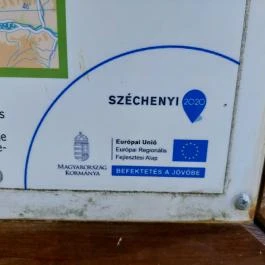 SZÉCHENYI 2020
Európai Unió
Európai Regionális
Fejlesztési Alap
MAGYARORSZÁG
KORMÁNYA
BEFEKTETÉS A JÖVŐBE